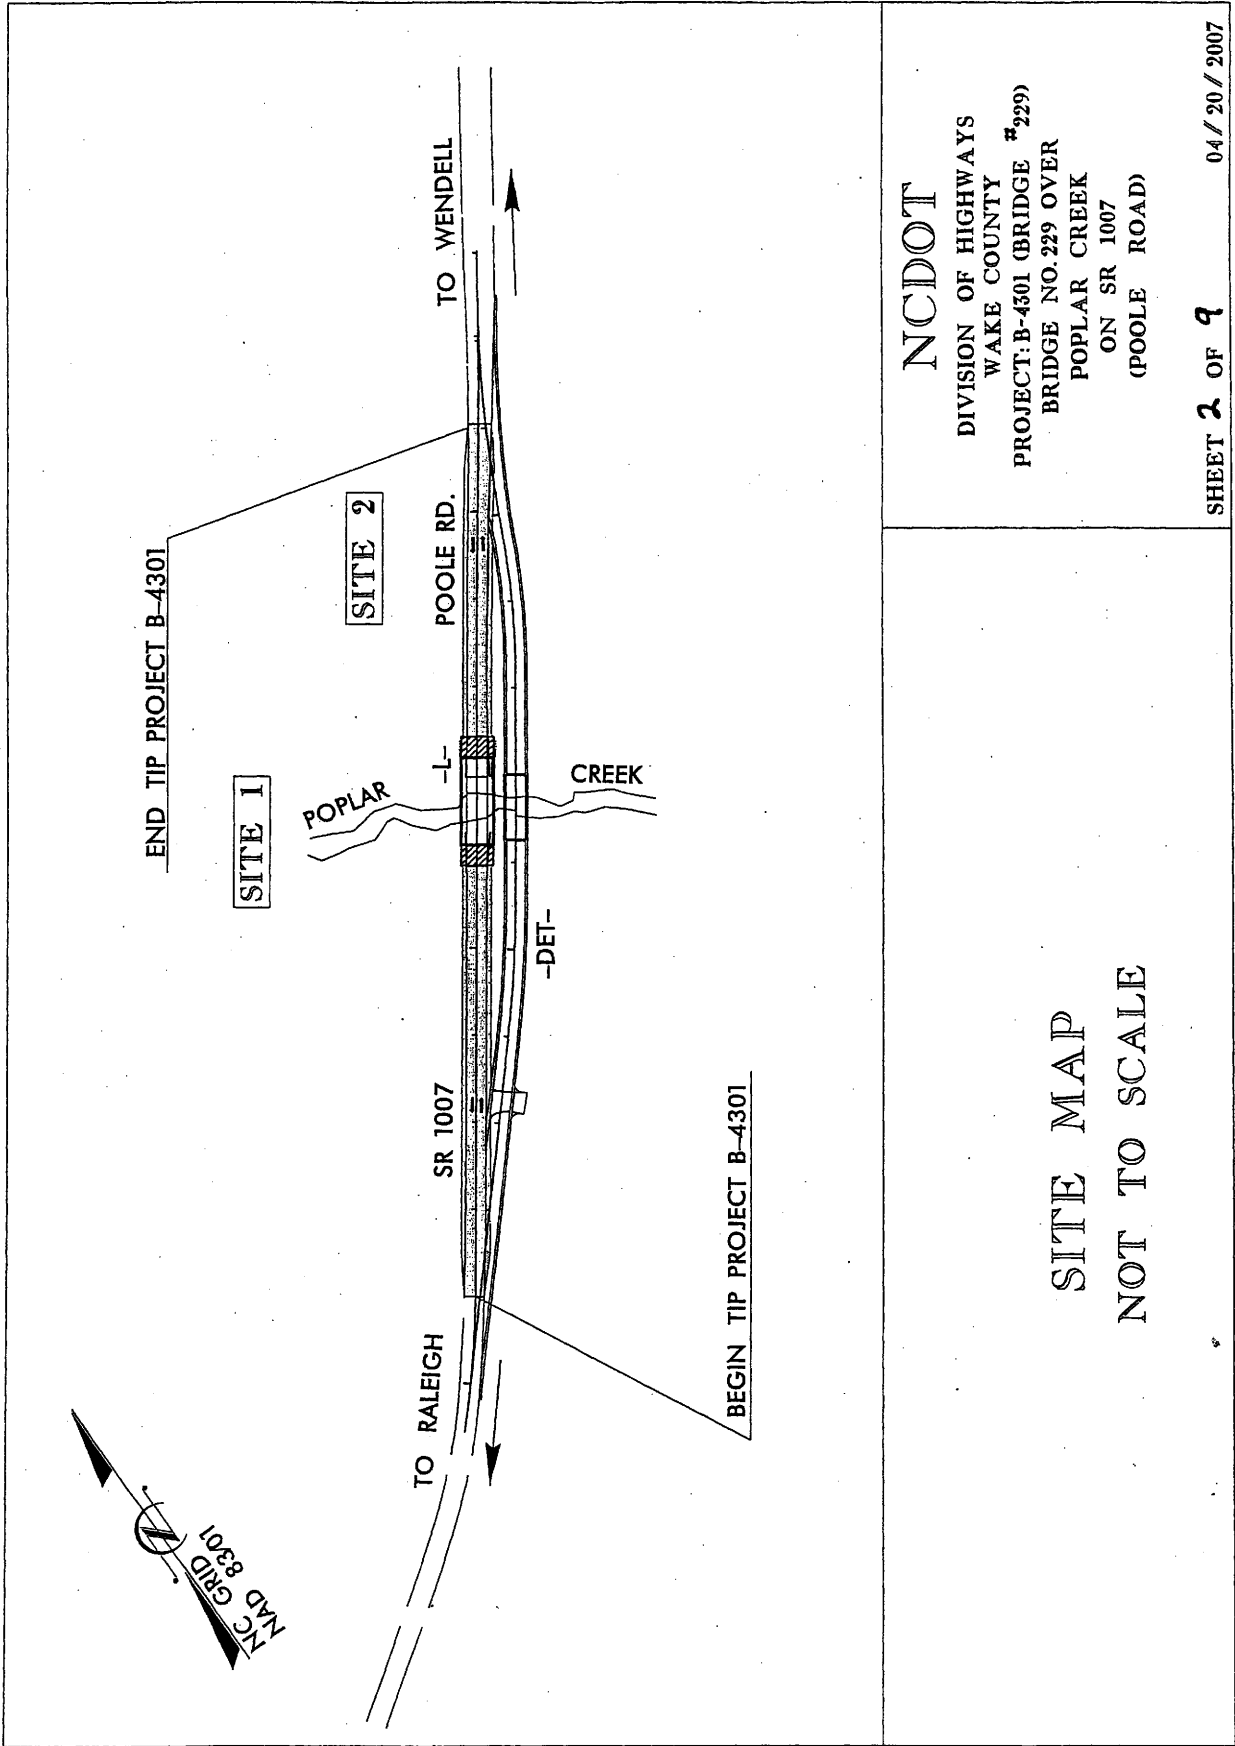 END TIP PROJECT B-4301
SITE 1
SITE 2
POPLAR
CREEK
-L-
POOLE RD.
TO WENDELL
SR 1007
-DET-
TO RALEIGH
BEGIN TIP PROJECT B-4301
N
NC GRID
NAD 83/01
SITE MAP
NOT TO SCALE
NCDOT
DIVISION OF HIGHWAYS
WAKE COUNTY
PROJECT: B-4301 (BRIDGE #229)
BRIDGE NO. 229 OVER
POPLAR CREEK
ON SR 1007
(POOLE ROAD)
SHEET 2 OF 9 04/20/2007